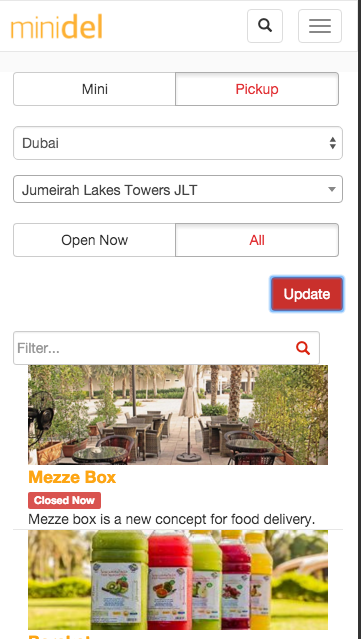 minidel
Mini
Pickup
Dubai
Jumeirah Lakes Towers JLT
Open Now
All
Update
Filter...
Mezze Box
Closed Now
Mezze box is a new concept for food delivery.